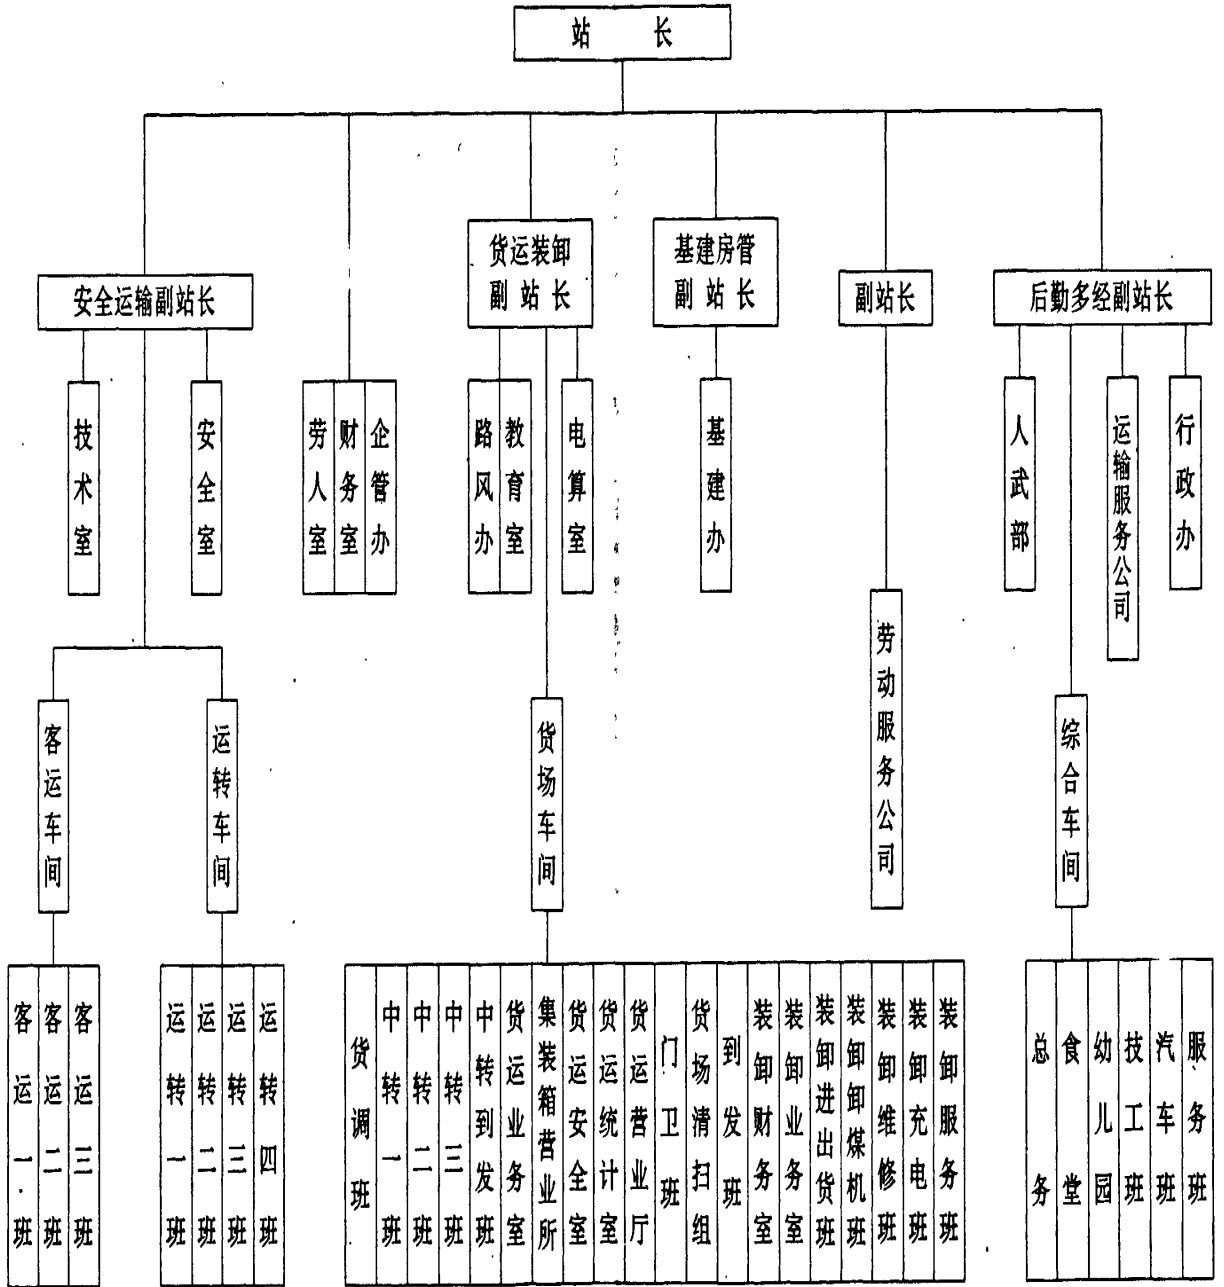 站长
货运装卸
副站长
基建房管
副站长
安全运输副站长
副站长
后勤多经副站长
技术室
安全室
劳人室
财务室
企管办
路风办
教育室
电算室
基建办
人武部
运输服务公司
行政办
劳动服务公司
客运车间
运转车间
货场车间
综合车间
客运一班
客运二班
客运三班
运转一班
运转二班
运转三班
运转四班
货调班
中转一班
中转二班
中转三班
中转到发班
货运业务室
集装箱营业所
货运安全室
货运统计室
货运营业厅
门卫班
货场清扫组
到发班
装卸财务室
装卸业务室
装卸进出货班
装卸卸煤机班
装卸维修班
装卸充电班
装卸服务班
总务
食堂
幼儿园
技工班
汽车班
服务班